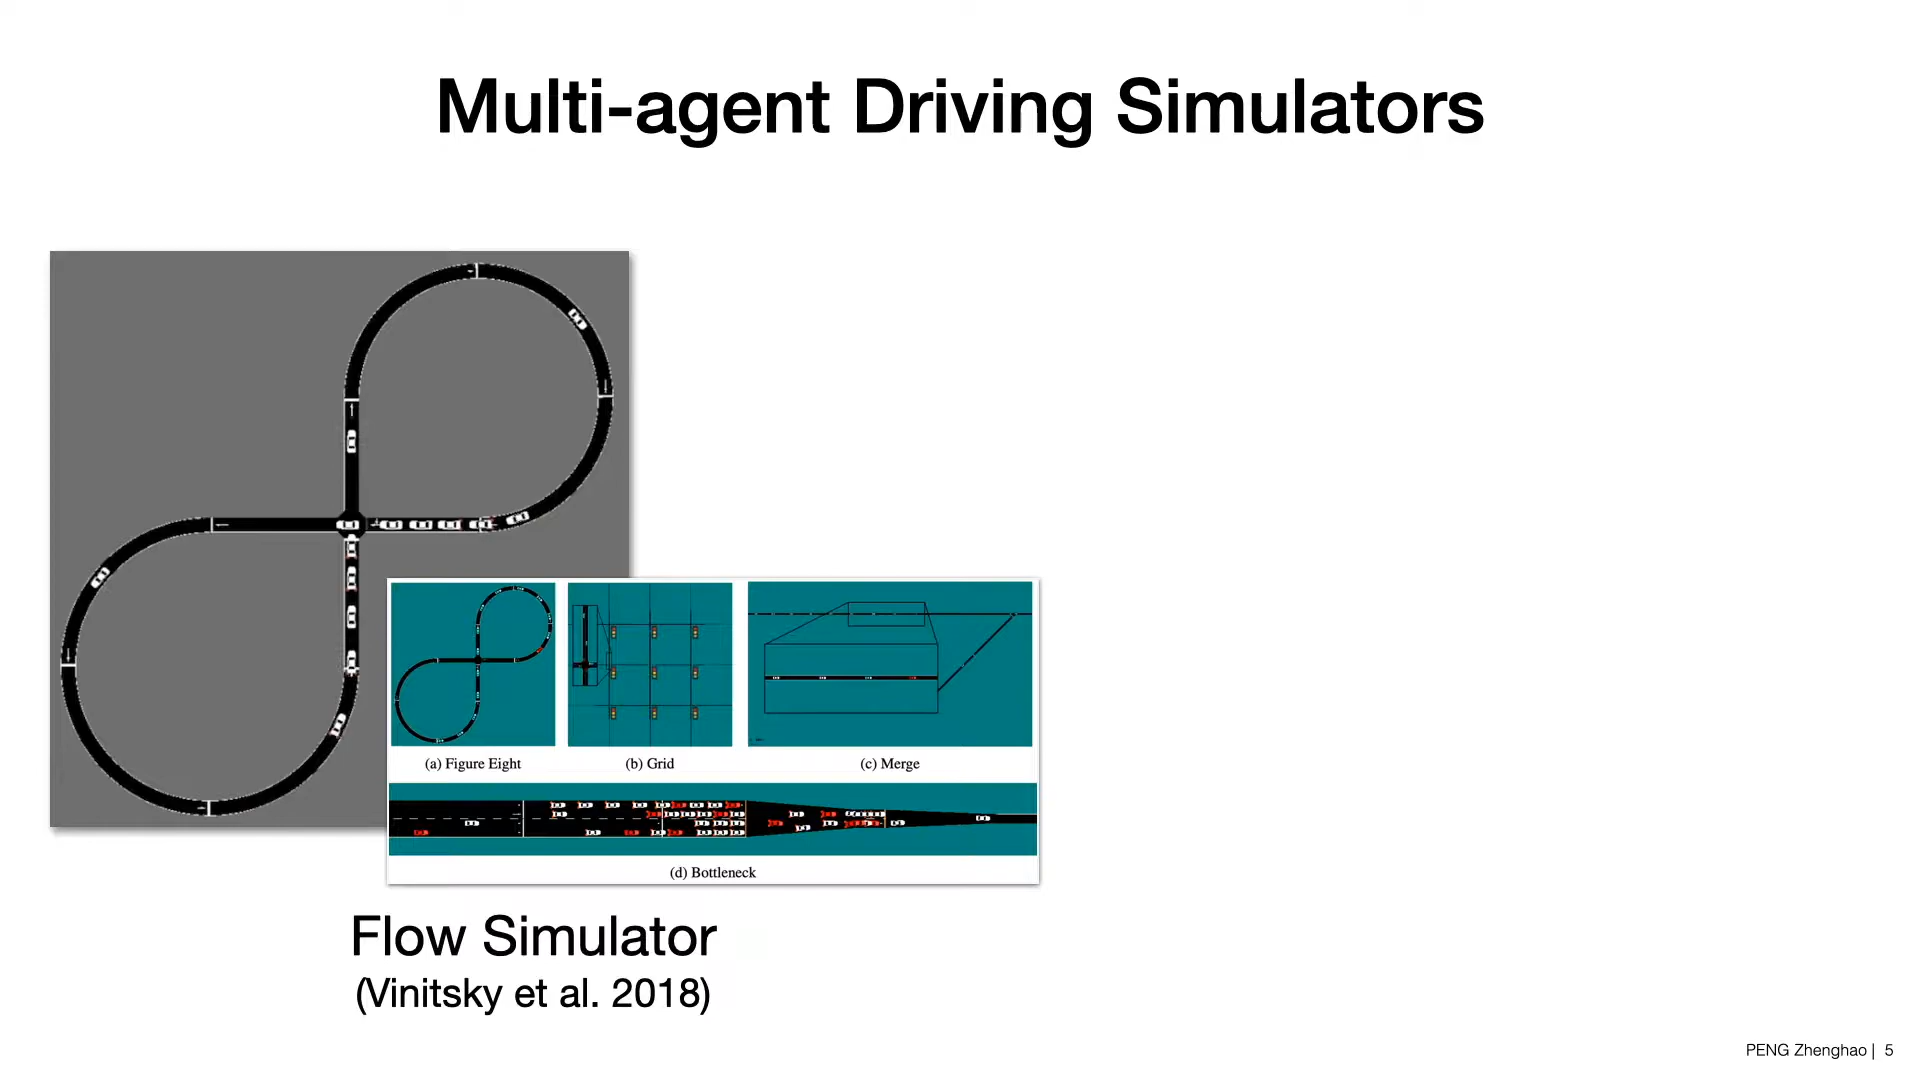 Multi-agent Driving Simulators
(a) Figure Eight
(b) Grid
(c) Merge
(d) Bottleneck
Flow Simulator
(Vinitsky et al. 2018)
PENG Zhenghao | 5